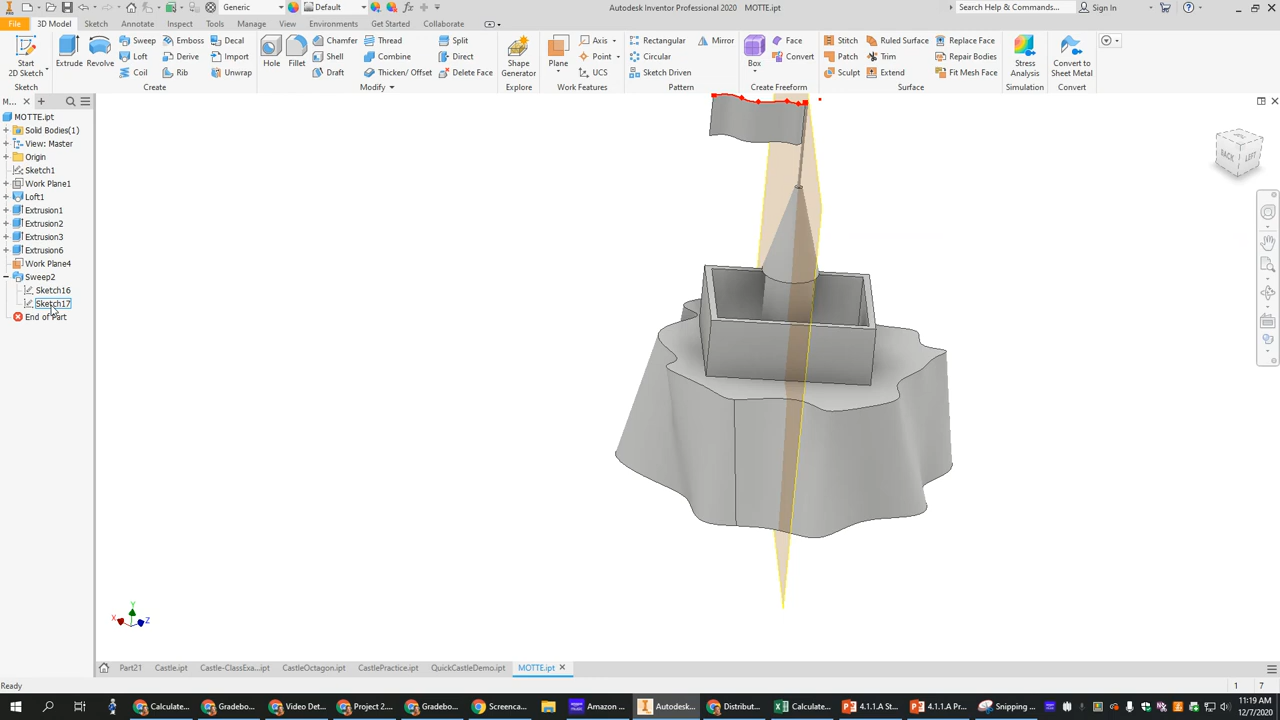 Generic
Default
Autodesk Inventor Professional 2020 MOTTE.ipt
Search Help & Commands...
Sign In
File 3D Model Sketch Annotate Inspect Tools Manage View Environments Get Started Collaborate
Start
2D Sketch
Sketch
Extrude
Revolve
Sweep
Loft
Coil
Emboss
Derive
Rib
Decal
Import
Unwrap
Create
Hole
Fillet
Chamfer
Shell
Draft
Thread
Combine
Thicken/ Offset
Split
Direct
Delete Face
Modify
Shape
Generator
Explore
Plane
Axis
Point
UCS
Work Features
Rectangular
Circular
Sketch Driven
Mirror
Pattern
Box
Face
Convert
Create Freeform
Stitch
Patch
Sculpt
Ruled Surface
Trim
Extend
Replace Face
Repair Bodies
Fit Mesh Face
Surface
Stress
Analysis
Simulation
Convert to
Sheet Metal
Convert
M...
MOTTE.ipt
Solid Bodies(1)
View: Master
Origin
Sketch1
Work Plane1
Loft1
Extrusion1
Extrusion2
Extrusion3
Extrusion6
Work Plane4
Sweep2
Sketch16
Sketch17
End of Part
BACK
LEFT
X
Y
Z
Part21 Castle.ipt Castle-ClassExa...ipt CastleOctagon.ipt CastlePractice.ipt QuickCastleDemo.ipt MOTTE.ipt
Ready
1 7
Calculate... Gradebo... Video Det... Project 2... Gradebo... Screenca... Amazon ... Autodesk... Distribut... Calculate... 4.1.1.A St... 4.1.1.A Pr... Snipping ...
11:19 AM
12/7/2020